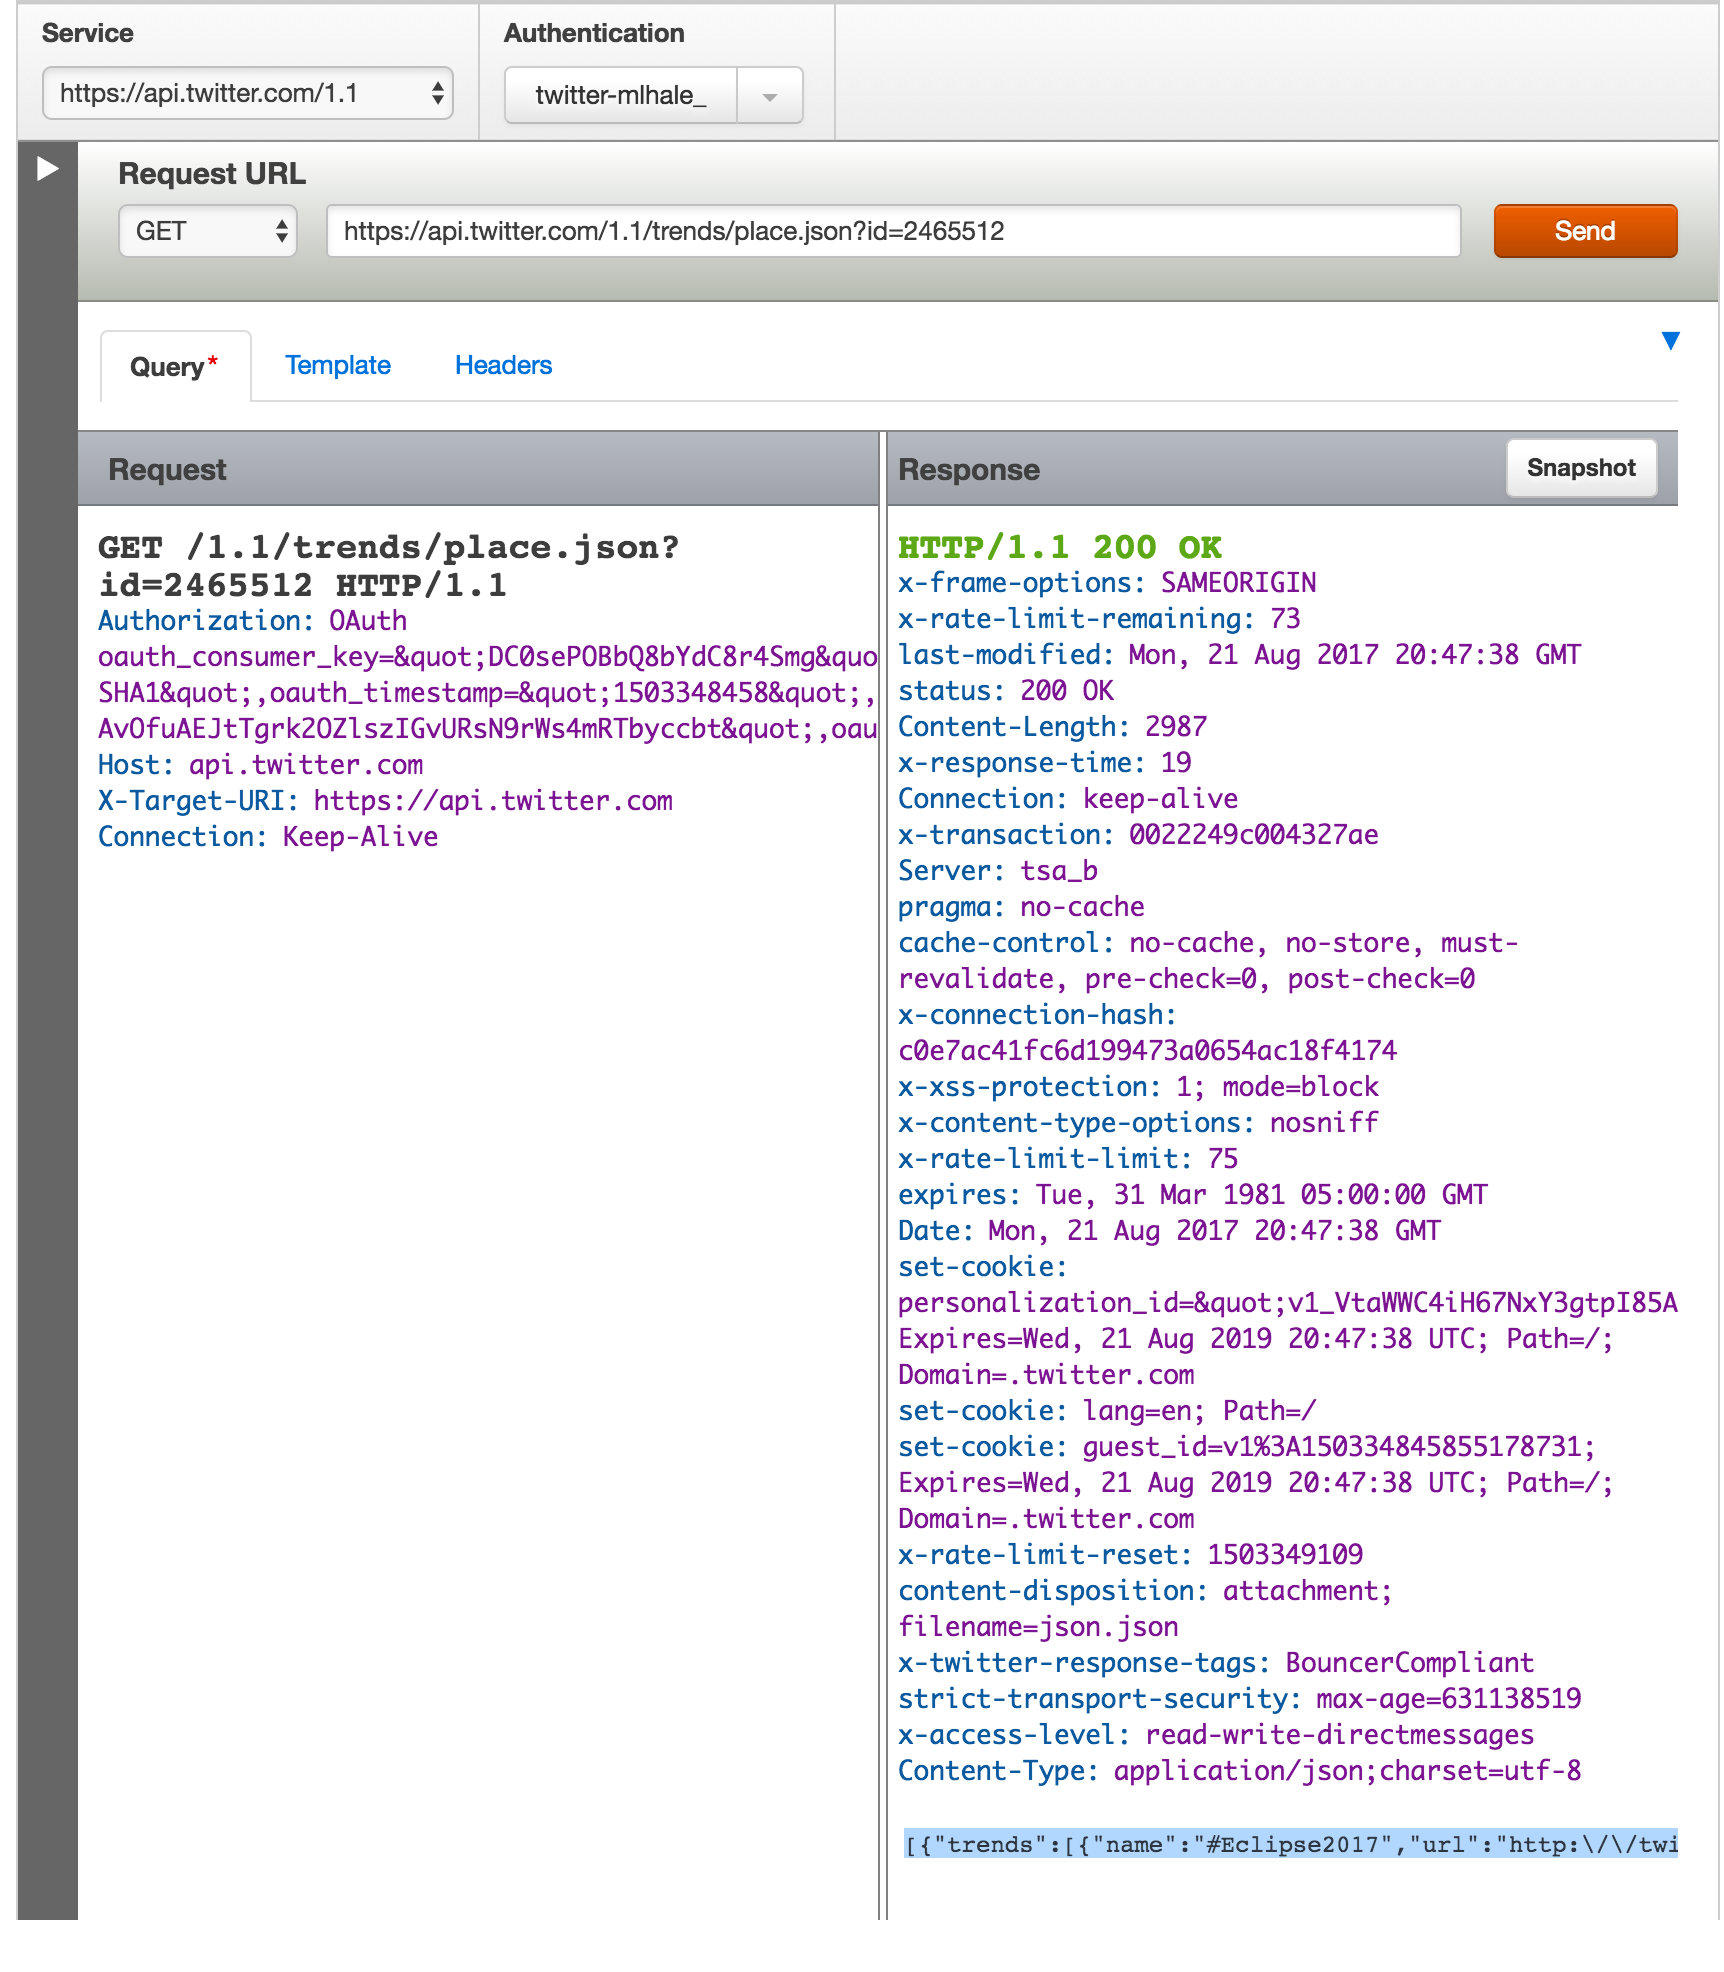 Service
Authentication
https://api.twitter.com/1.1
twitter-mlhale_
Request URL
GET
https://api.twitter.com/1.1/trends/place.json?id=2465512
Send
Query*
Template
Headers
Request
GET /1.1/trends/place.json?
id=2465512 HTTP/1.1
Authorization: OAuth
oauth_consumer_key=&quot;DC0sePOBbQ8bYdC8r4Smg&quo
SHA1&quot;,oauth_timestamp=&quot;1503348458&quot;,
AvOfuAEJtTgrk2OZlszIGvURsN9rWs4mRTbyccbt&quot;,oau
Host: api.twitter.com
X-Target-URI: https://api.twitter.com
Connection: Keep-Alive
Response
Snapshot
HTTP/1.1 200 OK
x-frame-options: SAMEORIGIN
x-rate-limit-remaining: 73
last-modified: Mon, 21 Aug 2017 20:47:38 GMT
status: 200 OK
Content-Length: 2987
x-response-time: 19
Connection: keep-alive
x-transaction: 0022249c004327ae
Server: tsa_b
pragma: no-cache
cache-control: no-cache, no-store, must-
revalidate, pre-check=0, post-check=0
x-connection-hash:
c0e7ac41fc6d199473a0654ac18f4174
x-xss-protection: 1; mode=block
x-content-type-options: nosniff
x-rate-limit-limit: 75
expires: Tue, 31 Mar 1981 05:00:00 GMT
Date: Mon, 21 Aug 2017 20:47:38 GMT
set-cookie:
personalization_id=&quot;v1_VtaWWC4iH67NxY3gtpI85A
Expires=Wed, 21 Aug 2019 20:47:38 UTC; Path=/;
Domain=.twitter.com
set-cookie: lang=en; Path=/
set-cookie: guest_id=v1%3A150334845855178731;
Expires=Wed, 21 Aug 2019 20:47:38 UTC; Path=/;
Domain=.twitter.com
x-rate-limit-reset: 1503349109
content-disposition: attachment;
filename=json.json
x-twitter-response-tags: BouncerCompliant
strict-transport-security: max-age=631138519
x-access-level: read-write-directmessages
Content-Type: application/json;charset=utf-8
[{"trends":[{"name":"#Eclipse2017","url":"http:\/\/twi